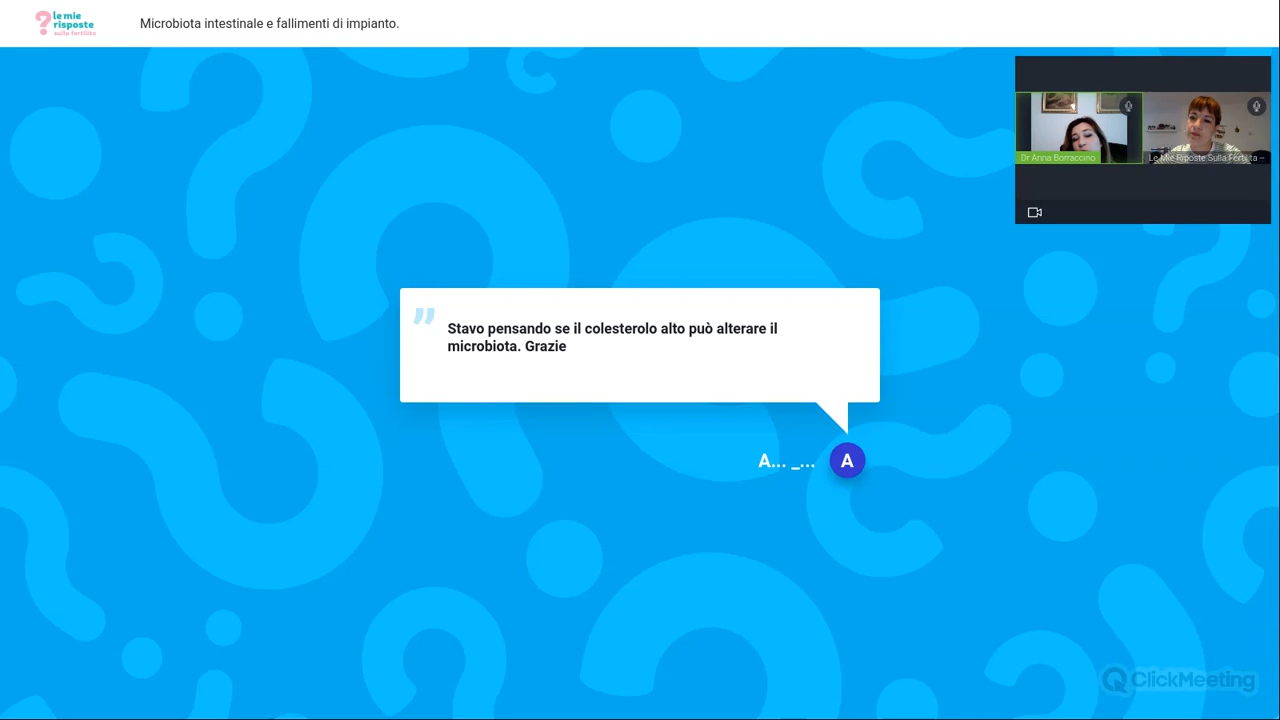 le mie
risposte
sulla fertilità
Microbiota intestinale e fallimenti di impianto.
Dr Anna Borraccino
Le Mie Risposte Sulla Fertilità –
Stavo pensando se il colesterolo alto può alterare il
microbiota. Grazie
A... _...
A
ClickMeeting